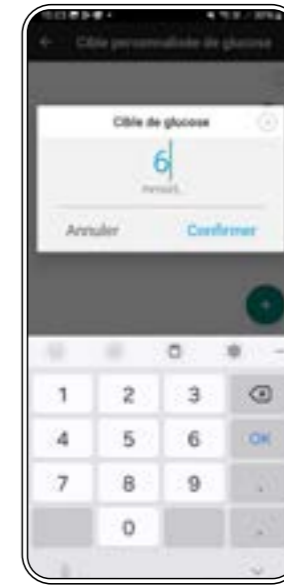 Cible personnalisée de glucose
Cible de glucose
6
mmol/L
Annuler
Confirmer
1 2 3
4 5 6 OK
7 8 9
0